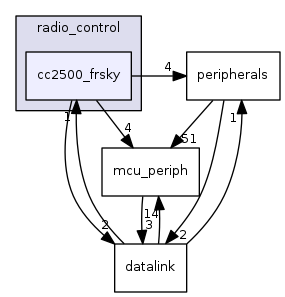 radio_control
cc2500_frsky
4
peripherals
1
4
51
1
mcu_periph
14
3
2
2
datalink